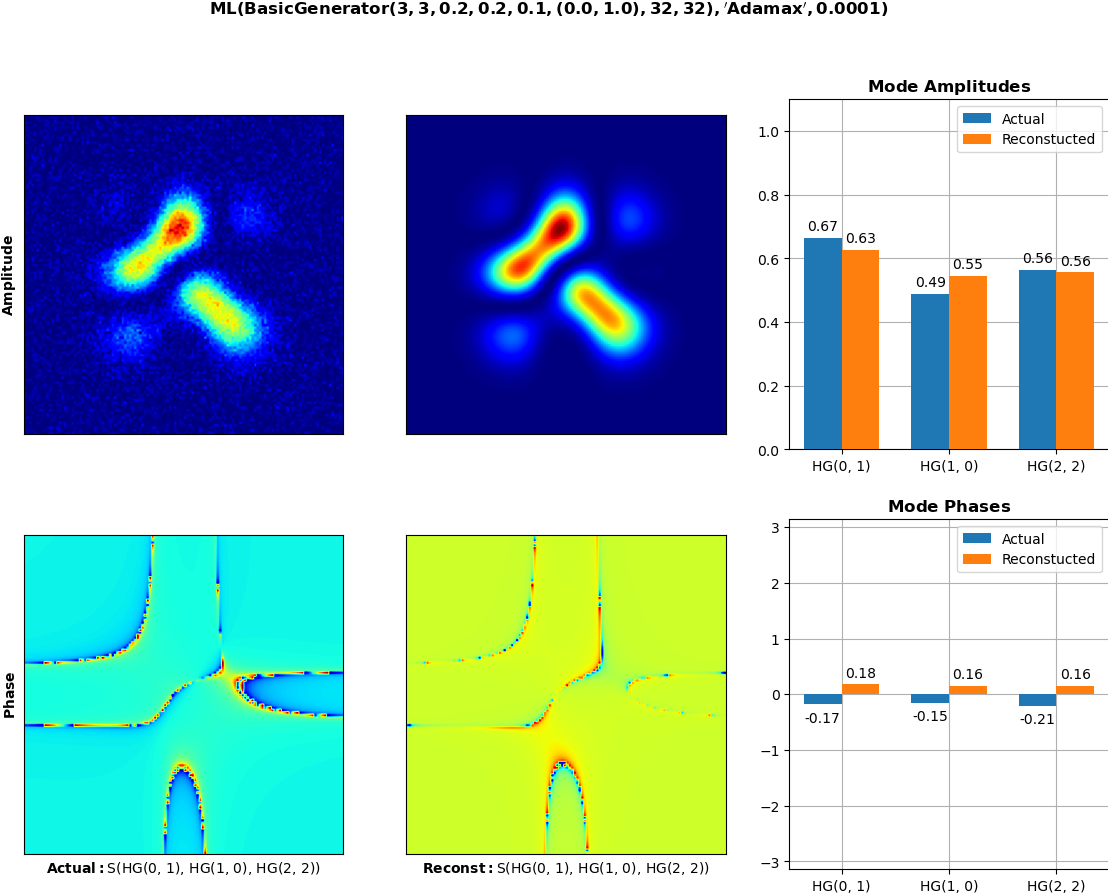 ML(BasicGenerator(3, 3, 0.2, 0.2, 0.1, (0.0, 1.0), 32, 32), ′Adamax′, 0.0001)
Amplitude
Mode Amplitudes
Actual
Reconstucted
1.0
0.8
0.6
0.4
0.2
0.0
0.67
0.63
0.49
0.55
0.56
0.56
HG(0, 1)
HG(1, 0)
HG(2, 2)
Phase
Actual: S(HG(0, 1), HG(1, 0), HG(2, 2))
Reconst: S(HG(0, 1), HG(1, 0), HG(2, 2))
Mode Phases
Actual
Reconstucted
3
2
1
0
−1
−2
−3
-0.17
0.18
-0.15
0.16
-0.21
0.16
HG(0, 1)
HG(1, 0)
HG(2, 2)